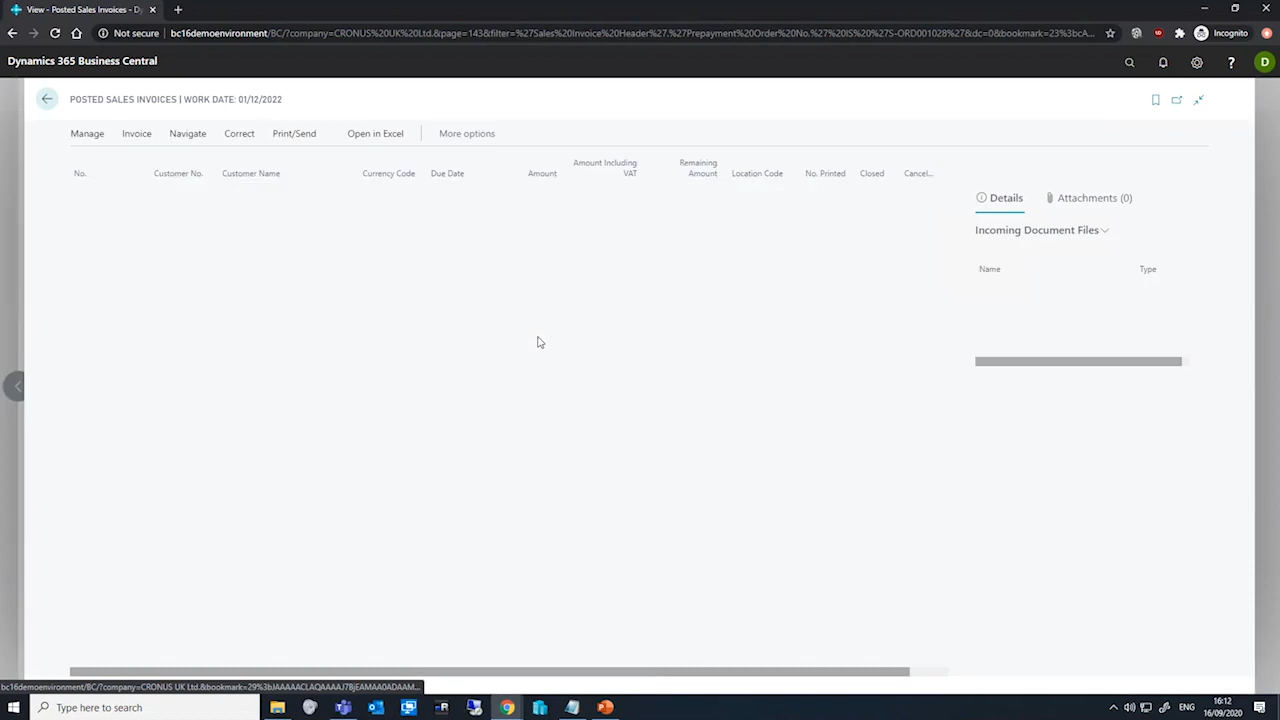 View - Posted Sales Invoices - Dy
Not secure
bc16demoenvironment/BC/?company=CRONUS%20UK%20Ltd.&page=143&filter=%27Sales%20Invoice%20Header%27.%27Prepayment%20Order%20No.%27%20IS%20%27S-ORD001028%27&dc=0&bookmark=23%3bcA...
Incognito
Dynamics 365 Business Central
D
POSTED SALES INVOICES | WORK DATE: 01/12/2022
Manage Invoice Navigate Correct Print/Send Open in Excel More options
No. Customer No. Customer Name Currency Code Due Date Amount Amount Including VAT Remaining Amount Location Code No. Printed Closed Cancel...
Details Attachments (0)
Incoming Document Files
Name Type
Type here to search
ENG
16:12
16/09/2020